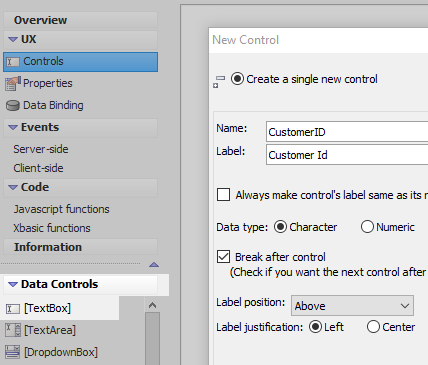 Overview
UX
Controls
Properties
Data Binding
Events
Server-side
Client-side
Code
Javascript functions
Xbasic functions
Information
Data Controls
[TextBox]
[TextArea]
[DropdownBox]
New Control
Create a single new control
Name: CustomerID
Label: Customer Id
Always make control's label same as its
Data type: Character Numeric
Break after control
(Check if you want the next control after
Label position: Above
Label justification: Left Center